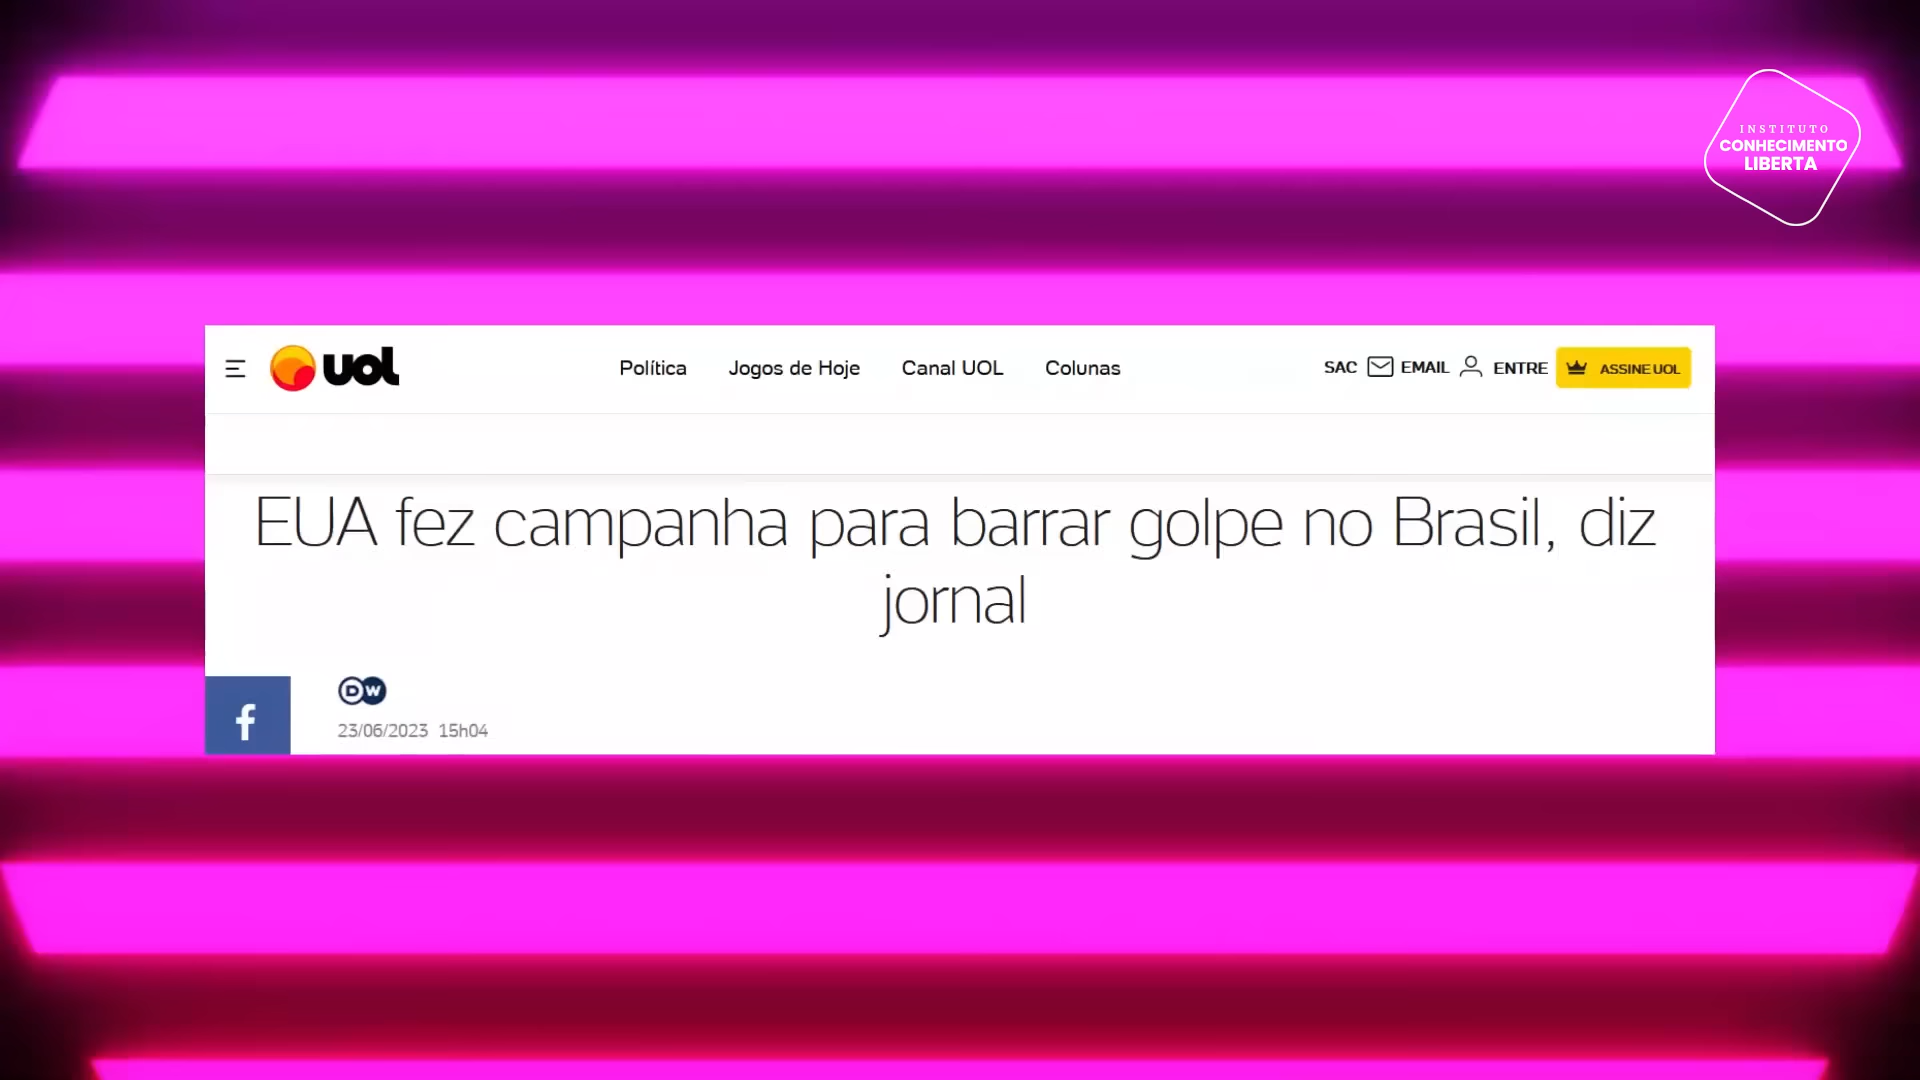 INSTITUTO
CONHECIMENTO
LIBERTA
uol
Política Jogos de Hoje Canal UOL Colunas
SAC EMAIL ENTRE ASSINE UOL
EUA fez campanha para barrar golpe no Brasil, diz
jornal
f
DW
23/06/2023 15h04